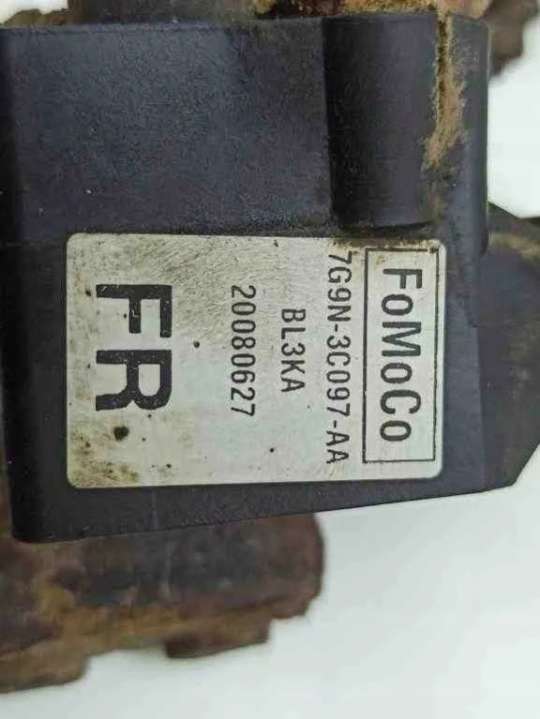 FoMoCo
7G9N-3C097-AA
BL3KA
20080627
FR